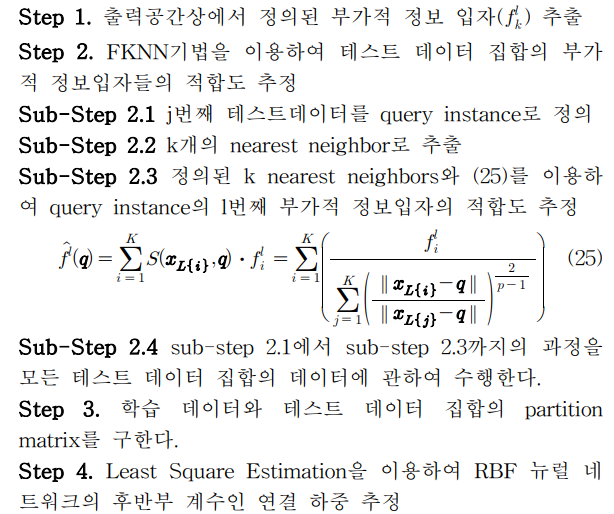 Step 1. 출력공간상에서 정의된 부가적 정보 입자(f_k^l) 추출
Step 2. FKNN기법을 이용하여 테스트 데이터 집합의 부가
적 정보입자들의 적합도 추정
Sub-Step 2.1 j번째 테스트데이터를 query instance로 정의
Sub-Step 2.2 k개의 nearest neighbor로 추출
Sub-Step 2.3 정의된 k nearest neighbors와 (25)를 이용하
여 query instance의 l번째 부가적 정보입자의 적합도 추정
\hat{f}^l(q) = \sum_{i=1}^{K} S(x_{L\{i\}}, q) \cdot f_i^l = \sum_{i=1}^{K} \left( \frac{f_i^l}{\sum_{j=1}^{K} \left( \frac{\| x_{L\{i\}} - q \|}{\| x_{L\{j\}} - q \|} \right)^{\frac{2}{p-1}}} \right) (25)
Sub-Step 2.4 sub-step 2.1에서 sub-step 2.3까지의 과정을
모든 테스트 데이터 집합의 데이터에 관하여 수행한다.
Step 3. 학습 데이터와 테스트 데이터 집합의 partition
matrix를 구한다.
Step 4. Least Square Estimation을 이용하여 RBF 뉴럴 네
트워크의 후반부 계수인 연결 하중 추정